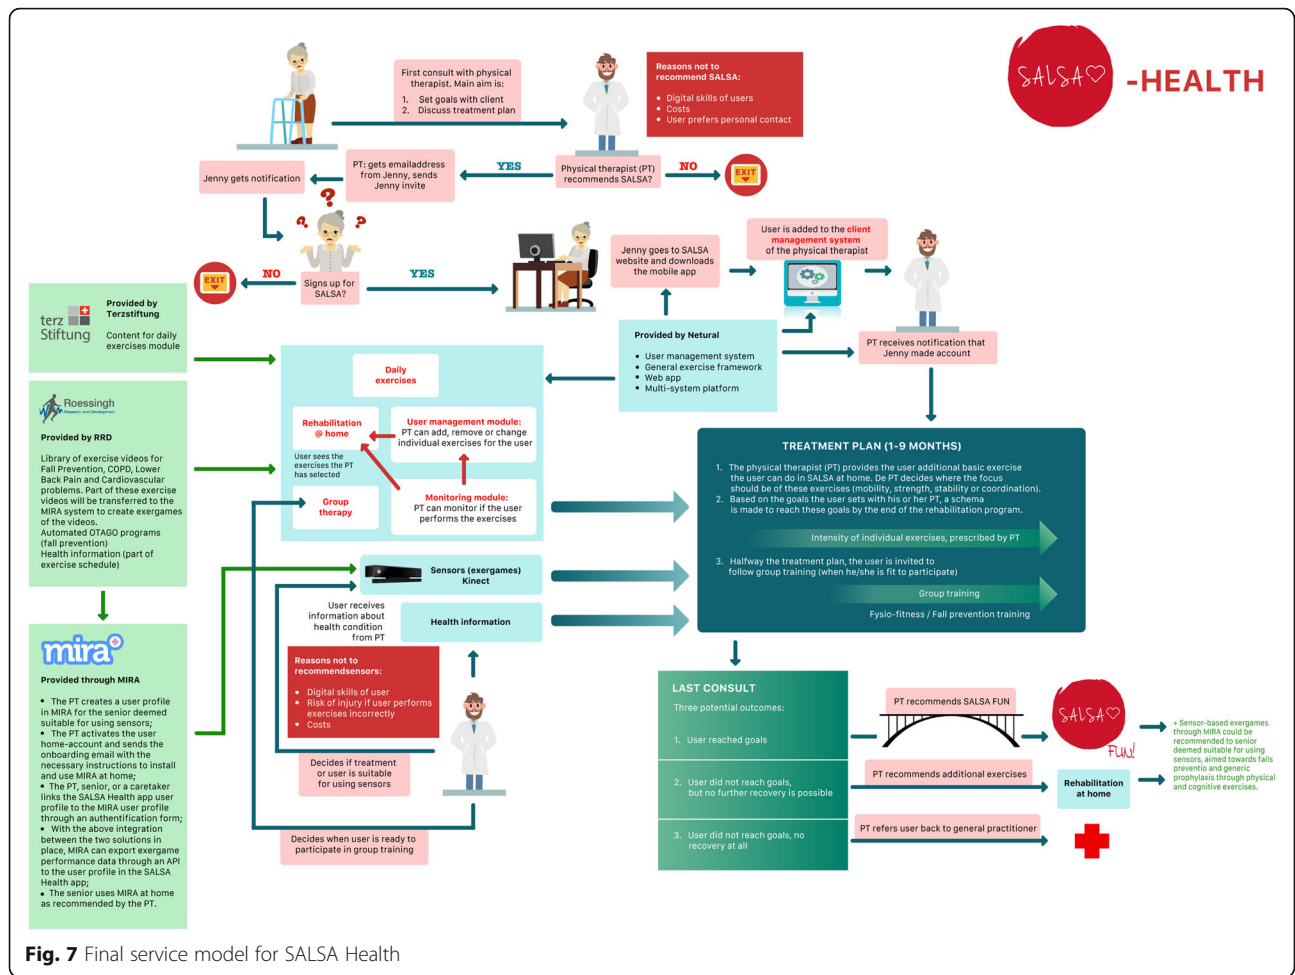 SALSA
-HEALTH
First consult with physical
therapist. Main aim is:
1. Set goals with client
2. Discuss treatment plan
Reasons not to
recommend SALSA:
• Digital skills of users
• Costs
• User prefers personal contact
Jenny gets notification
PT: gets emailaddress
from Jenny, sends
Jenny invite
YES
Physical therapist (PT)
recommends SALSA?
NO
EXIT
? ? ?
EXIT
NO
Signs up for
SALSA?
YES
Jenny goes to SALSA
website and downloads
the mobile app
User is added to the client
management system
of the physical therapist
PT receives notification that
Jenny made account
Provided by Netural
• User management system
• General exercise framework
• Web app
• Multi-system platform
terz
Stiftung
Provided by
Terzstiftung
Content for daily
exercises module
Roessingh
Research and Development
Provided by RRD
Library of exercise videos for
Fall Prevention, COPD, Lower
Back Pain and Cardiovascular
problems. Part of these exercise
videos will be transferred to the
MIRA system to create exergames
of the videos.
Automated OTAGO programs
(fall prevention)
Health information (part of
exercise schedule)
mira
Provided through MIRA
• The PT creates a user profile
in MIRA for the senior deemed
suitable for using sensors;
• The PT activates the user
home-account and sends the
onboarding email with the
necessary instructions to install
and use MIRA at home;
• The PT, senior, or a caretaker
links the SALSA Health app user
profile to the MIRA user profile
through an authentification form;
• With the above integration
between the two solutions in
place, MIRA can export exergame
performance data through an API
to the user profile in the SALSA
Health app;
• The senior uses MIRA at home
as recommended by the PT.
Daily
exercises
Rehabilitation
@ home
User sees the
exercises the PT
has selected
User management module:
PT can add, remove or change
individual exercises for the user
Group
therapy
Monitoring module:
PT can monitor if the user
performs the exercises
Sensors (exergames)
Kinect
User receives
information about
health condition
from PT
Health information
Reasons not to
recommendsensors:
• Digital skills of user
• Risk of injury if user performs
exercises incorrectly
• Costs
Decides if treatment
or user is suitable
for using sensors
Decides when user is ready to
participate in group training
TREATMENT PLAN (1-9 MONTHS)
1. The physical therapist (PT) provides the user additional basic exercise
the user can do in SALSA at home. De PT decides where the focus
should be of these exercises (mobility, strength, stability or coordination).
2. Based on the goals the user sets with his or her PT, a schema
is made to reach these goals by the end of the rehabilitation program.
Intensity of individual exercises, prescribed by PT
3. Halfway the treatment plan, the user is invited to
follow group training (when he/she is fit to participate)
Group training
Fysio-fitness / Fall prevention training
LAST CONSULT
Three potential outcomes:
1. User reached goals
2. User did not reach goals,
but no further recovery is possible
3. User did not reach goals, no
recovery at all
PT recommends SALSA FUN
PT recommends additional exercises
PT refers user back to general practitioner
SALSA
FUN!
Rehabilitation
at home
+ Sensor-based exergames
through MIRA could be
recommended to senior
deemed suitable for using
sensors, aimed towards falls
preventio and generic
prophylaxis through physical
and cognitive exercises.
Fig. 7 Final service model for SALSA Health